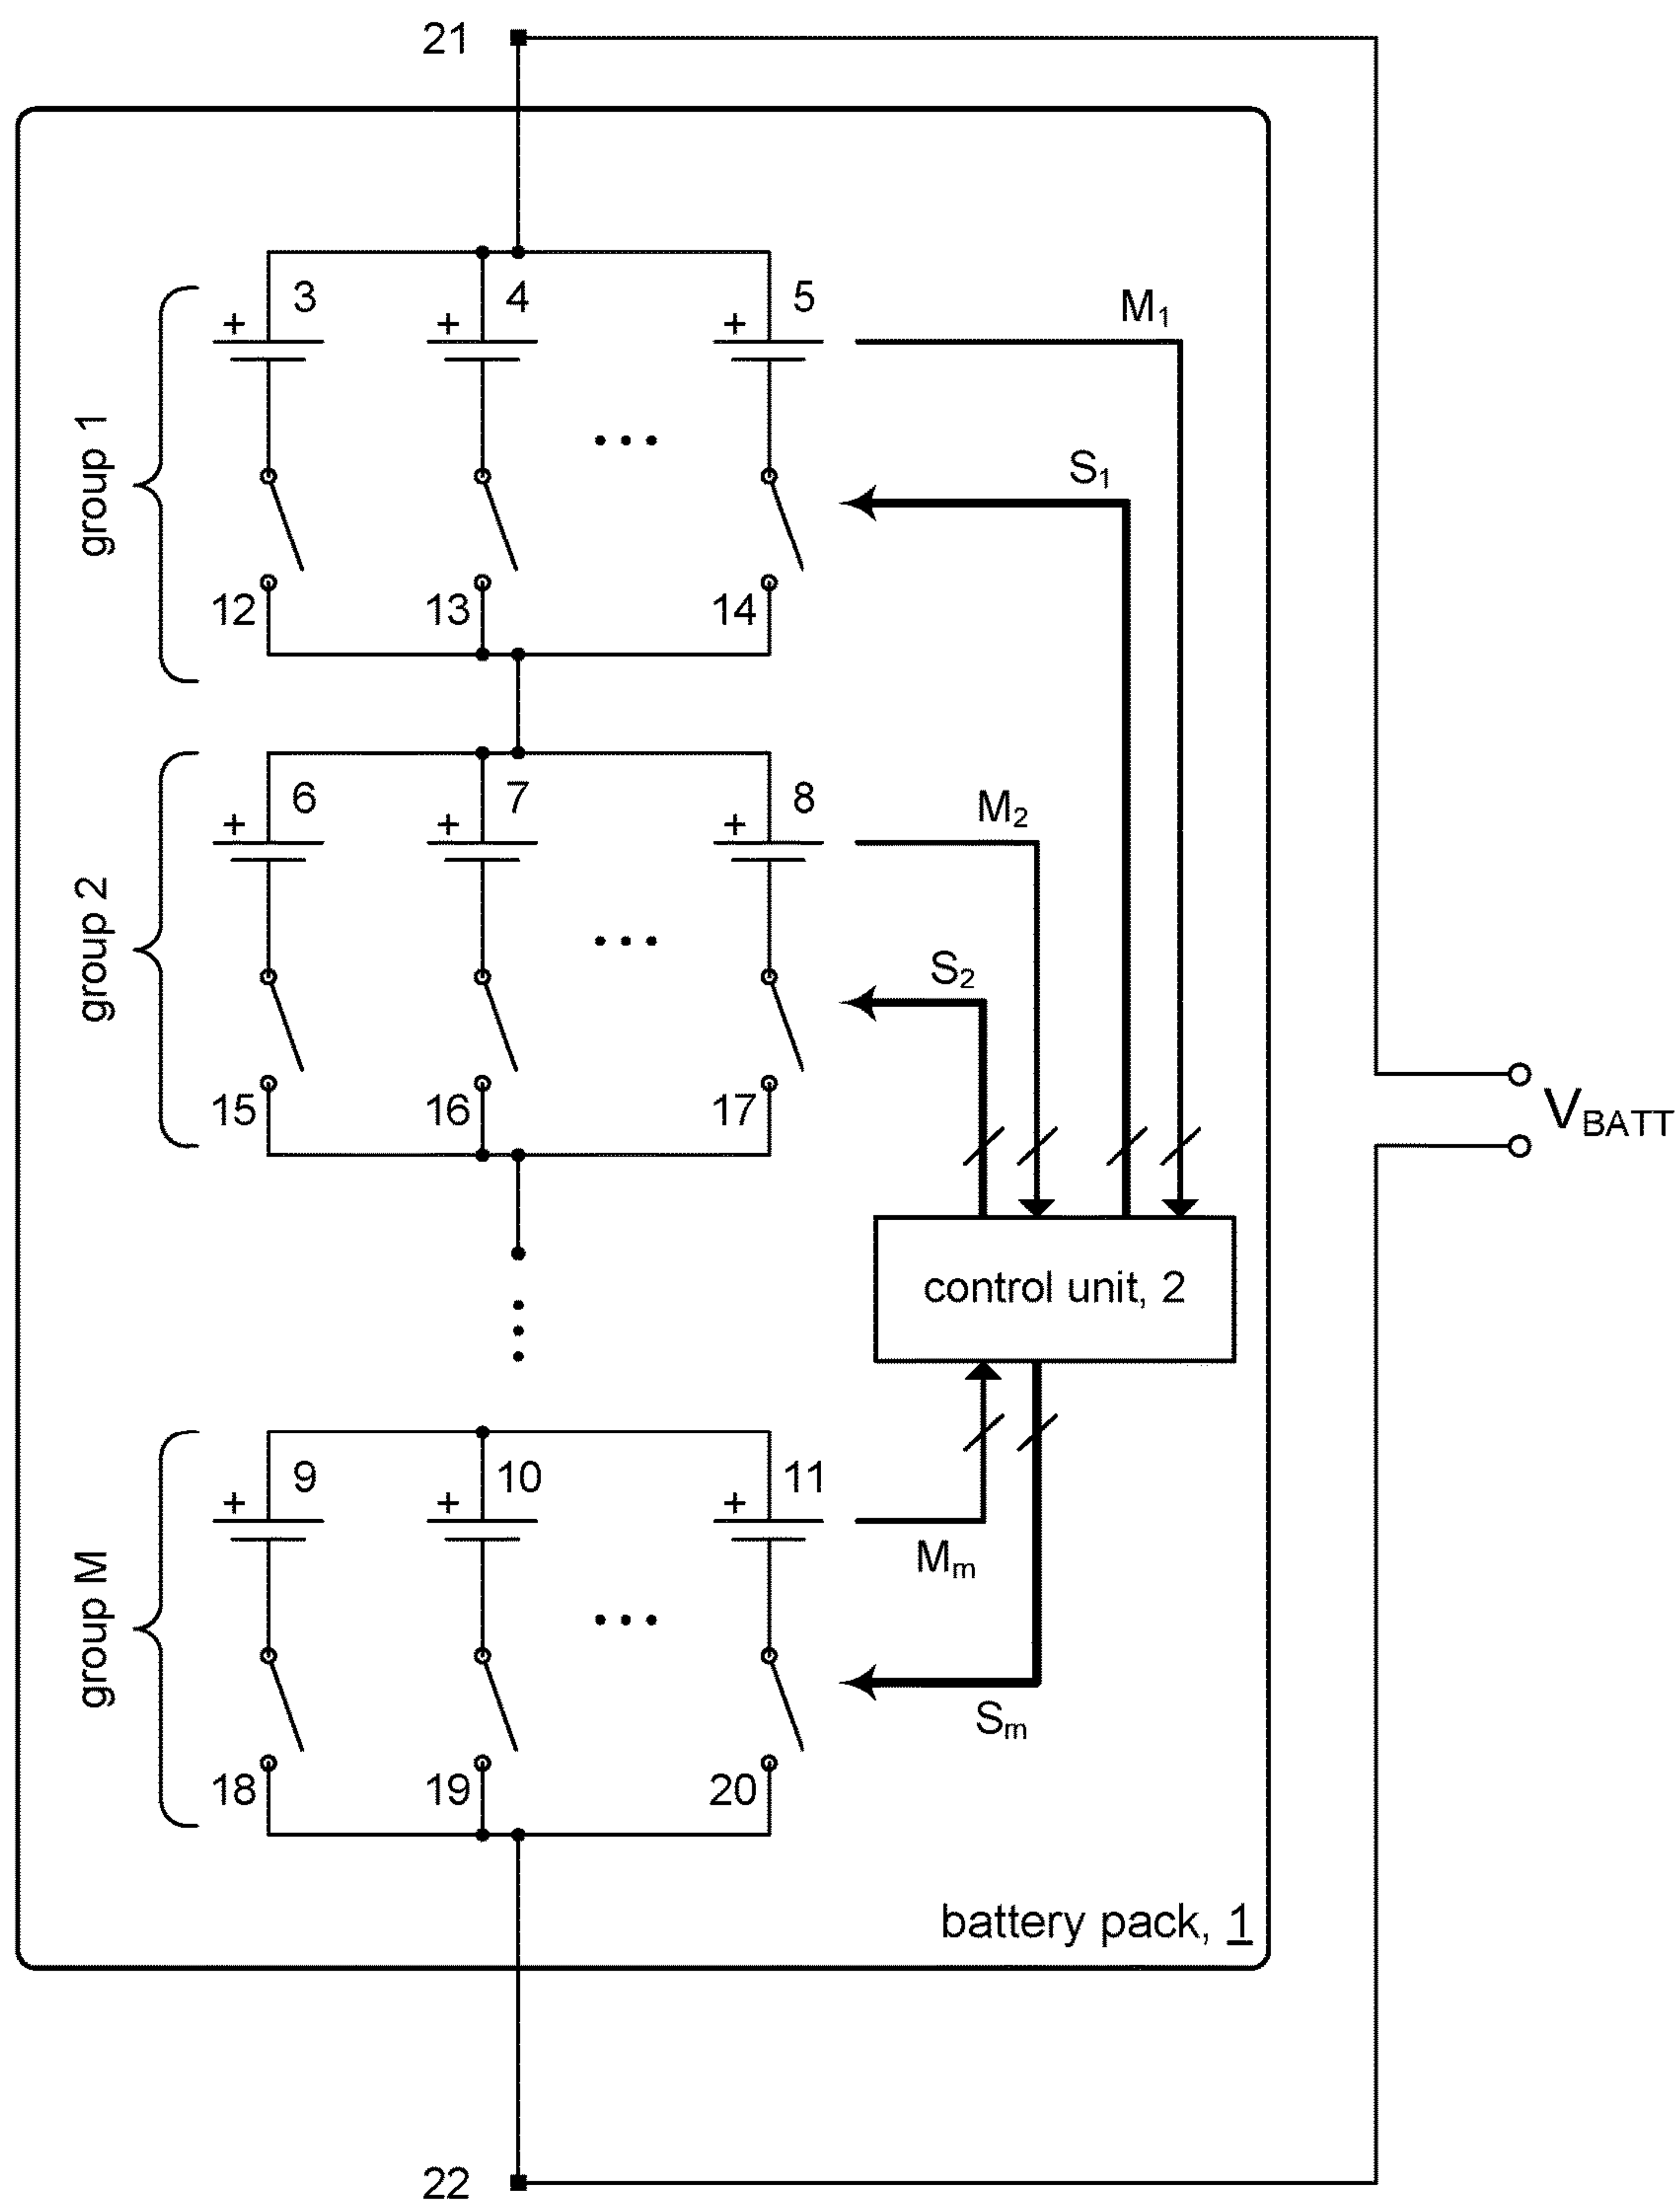 21
3
4
5
+
+
+
M1
group 1
S1
12
13
14
6
7
8
+
+
+
M2
group 2
S2
15
16
17
VBATT
control unit, 2
9
10
11
+
+
+
Mm
group M
Sm
18
19
20
battery pack, 1
22